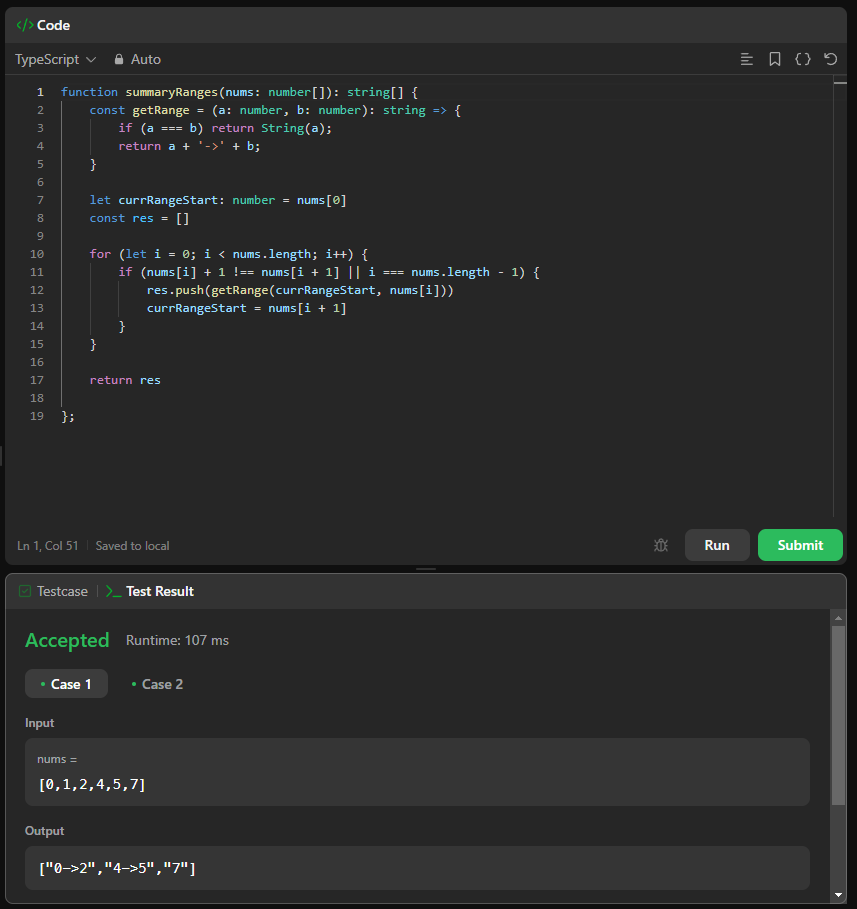 </> Code
TypeScript Auto
1 function summaryRanges(nums: number[]): string[] {
2 const getRange = (a: number, b: number): string => {
3 if (a === b) return String(a);
4 return a + '->' + b;
5 }
6
7 let currRangeStart: number = nums[0]
8 const res = []
9
10 for (let i = 0; i < nums.length; i++) {
11 if (nums[i] + 1 !== nums[i + 1] || i === nums.length - 1) {
12 res.push(getRange(currRangeStart, nums[i]))
13 currRangeStart = nums[i + 1]
14 }
15 }
16
17 return res
18
19 };
Ln 1, Col 51 Saved to local Run Submit
Testcase >_ Test Result
Accepted Runtime: 107 ms
• Case 1 • Case 2
Input
nums =
[0,1,2,4,5,7]
Output
["0->2","4->5","7"]